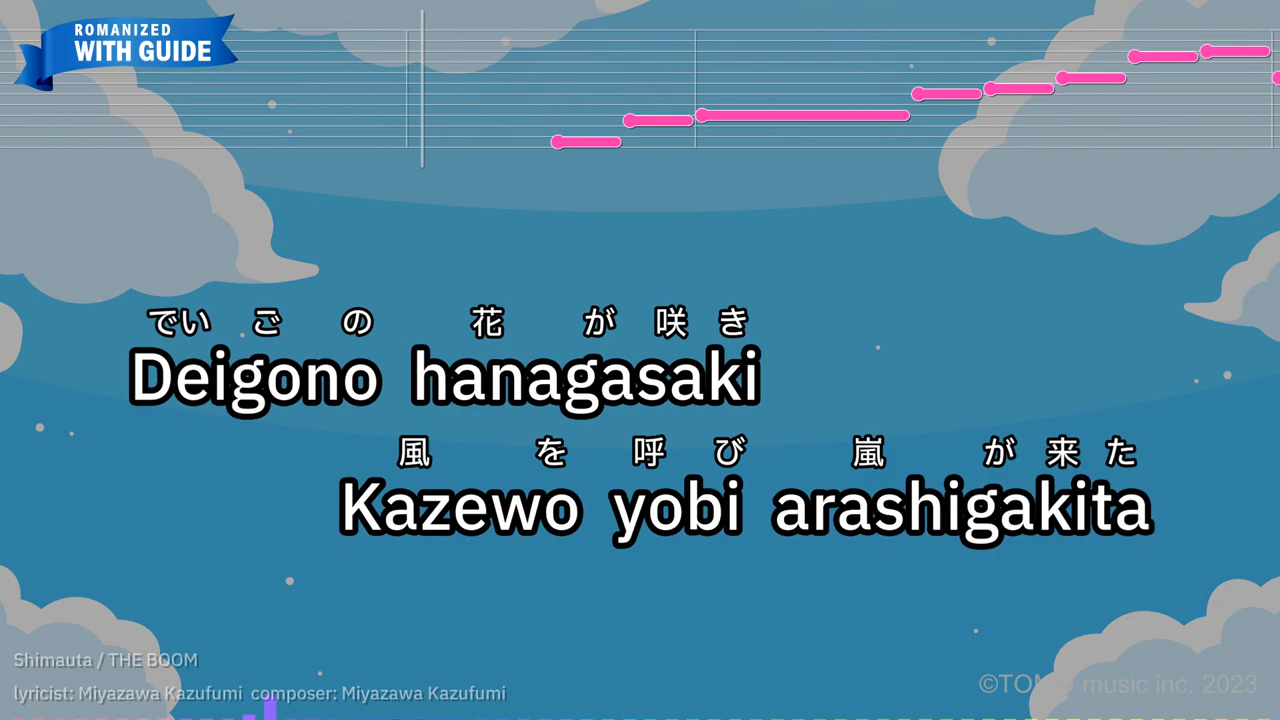 ROMANIZED
WITH GUIDE
でいごの花が咲き
Deigono hanagasaki
風を呼び嵐が来た
Kazewo yobi arashigakita
Shimauta / THE BOOM
lyricist: Miyazawa Kazufumi composer: Miyazawa Kazufumi
music inc. 2023